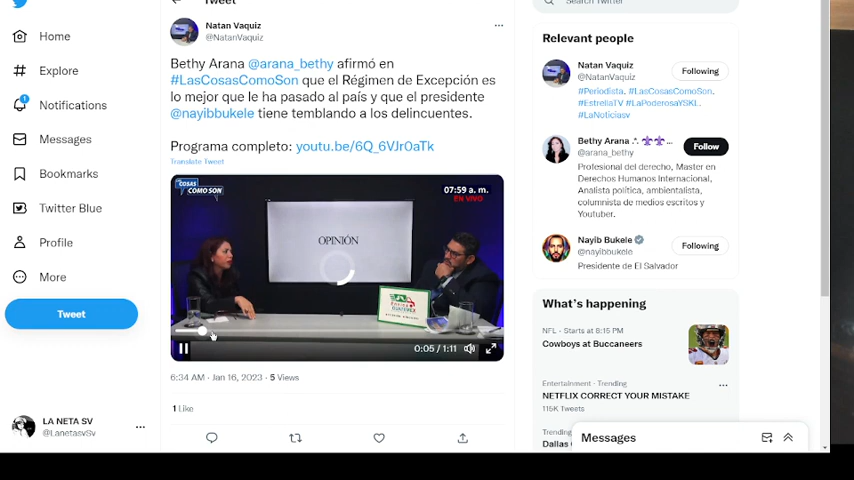 Tweet
Search Twitter
Home
Explore
1
Notifications
Messages
Bookmarks
Twitter Blue
Profile
More
Tweet
LA NETA SV
@LanetasvSv
Natan Vaquiz
@NatanVaquiz
Bethy Arana @arana_bethy afirmó en
#LasCosasComoSon que el Régimen de Excepción es
lo mejor que le ha pasado al país y que el presidente
@nayibbukele tiene temblando a los delincuentes.
Programa completo: youtu.be/6Q_6VJr0aTk
Translate Tweet
COSAS
COMO SON
07:59 a. m.
EN VIVO
OPINIÓN
0:05 / 1:11
6:34 AM · Jan 16, 2023 · 5 Views
1 Like
Relevant people
Natan Vaquiz
@NatanVaquiz
Following
#Periodista. #LasCosasComoSon.
#EstrellaTV #LaPoderosaYSKL.
#LaNoticiasv
Bethy Arana .*.
@arana_bethy
Follow
Profesional del derecho, Master en
Derechos Humanos Internacional,
Analista política, ambientalista,
columnista de medios escritos y
Youtuber.
Nayib Bukele
@nayibbukele
Following
Presidente de El Salvador
What's happening
NFL · Starts at 8:15 PM
Cowboys at Buccaneers
Entertainment · Trending
NETFLIX CORRECT YOUR MISTAKE
115K Tweets
Trending
Dallas
Messages